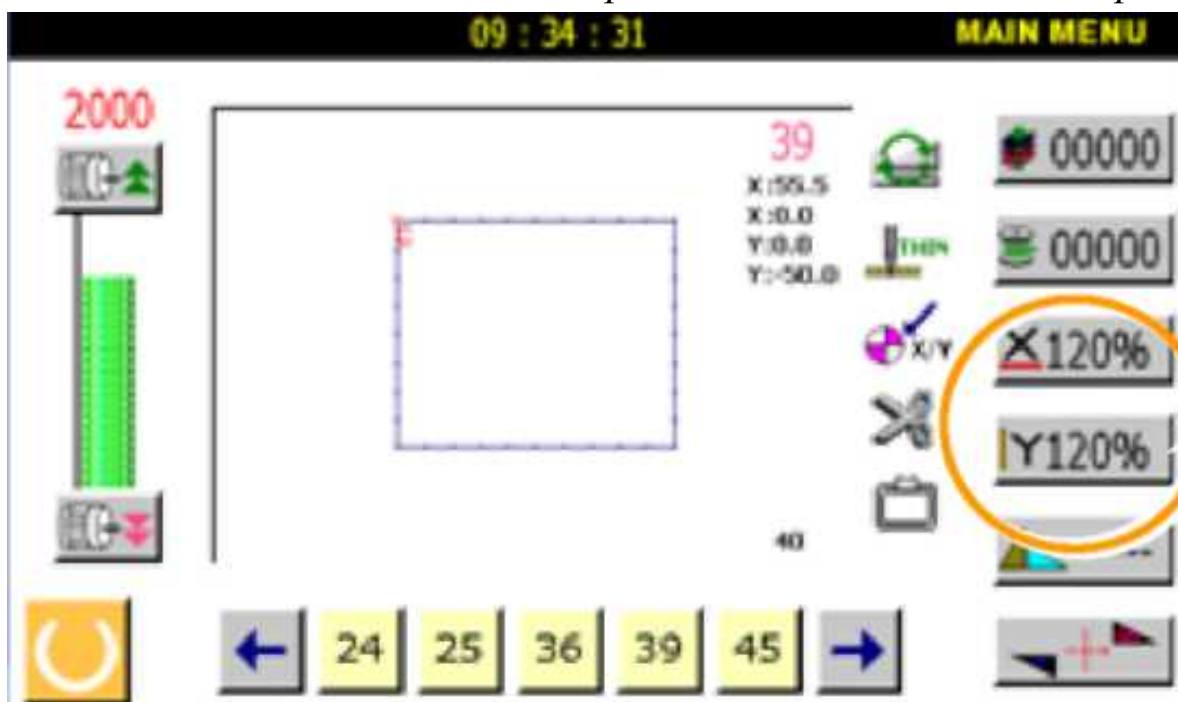 09 : 34 : 31
MAIN MENU
2000
39
X:55.5
X:0.0
Y:0.0
Y:-50.0
THIN
X/Y
40
00000
00000
X120%
Y120%
--
24
25
36
39
45